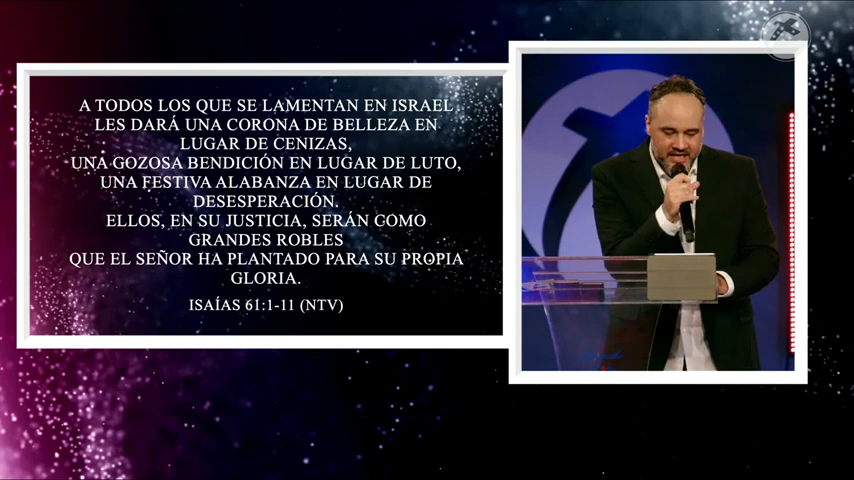 A TODOS LOS QUE SE LAMENTAN EN ISRAEL
LES DARÁ UNA CORONA DE BELLEZA EN
LUGAR DE CENIZAS,
UNA GOZOSA BENDICIÓN EN LUGAR DE LUTO,
UNA FESTIVA ALABANZA EN LUGAR DE
DESESPERACIÓN.
ELLOS, EN SU JUSTICIA, SERÁN COMO
GRANDES ROBLES
QUE EL SEÑOR HA PLANTADO PARA SU PROPIA
GLORIA.
ISAÍAS 61:1-11 (NTV)